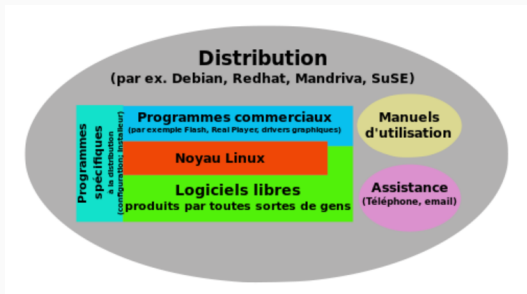 Distribution
(par ex. Debian, Redhat, Mandriva, SuSE)
Programmes
spécifiques
à la distribution
(configuration; installeur)
Programmes commerciaux
(par exemple Flash, Real Player, drivers graphiques)
Noyau Linux
Logiciels libres
produits par toutes sortes de gens
Manuels
d'utilisation
Assistance
(Téléphone, email)